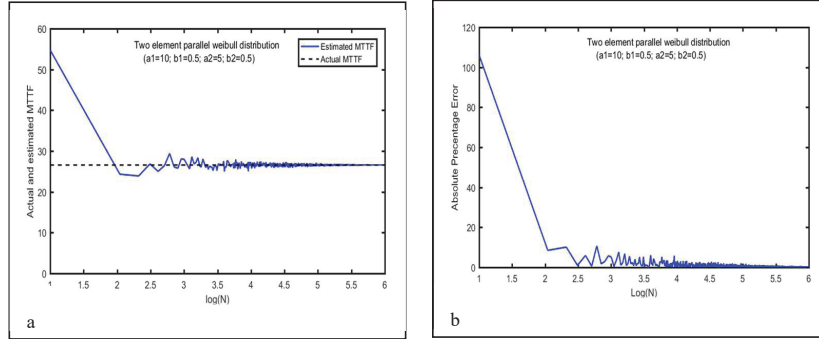 Two element parallel weibull distribution
(a1=10; b1=0.5; a2=5; b2=0.5)
Estimated MTTF
Actual MTTF
Actual and estimated MTTF
60
50
40
30
20
10
0
1 1.5 2 2.5 3 3.5 4 4.5 5 5.5 6
log(N)
a
Two element parallel weibull distribution
(a1=10; b1=0.5; a2=5; b2=0.5)
Absolute Precentage Error
120
100
80
60
40
20
0
1 1.5 2 2.5 3 3.5 4 4.5 5 5.5 6
Log(N)
b